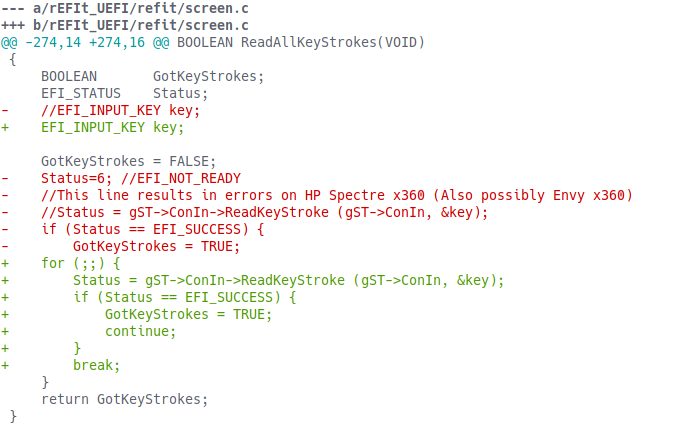 --- a/rEFIt_UEFI/refit/screen.c
+++ b/rEFIt_UEFI/refit/screen.c
@@ -274,14 +274,16 @@ BOOLEAN ReadAllKeyStrokes(VOID)
 {
     BOOLEAN       GotKeyStrokes;
     EFI_STATUS    Status;
-    //EFI_INPUT_KEY key;
+    EFI_INPUT_KEY key;

     GotKeyStrokes = FALSE;
-    Status=6; //EFI_NOT_READY
-    //This line results in errors on HP Spectre x360 (Also possibly Envy x360)
-    //Status = gST->ConIn->ReadKeyStroke (gST->ConIn, &key);
-    if (Status == EFI_SUCCESS) {
-        GotKeyStrokes = TRUE;
+    for (;;) {
+        Status = gST->ConIn->ReadKeyStroke (gST->ConIn, &key);
+        if (Status == EFI_SUCCESS) {
+            GotKeyStrokes = TRUE;
+            continue;
+        }
+        break;
     }
     return GotKeyStrokes;
 }